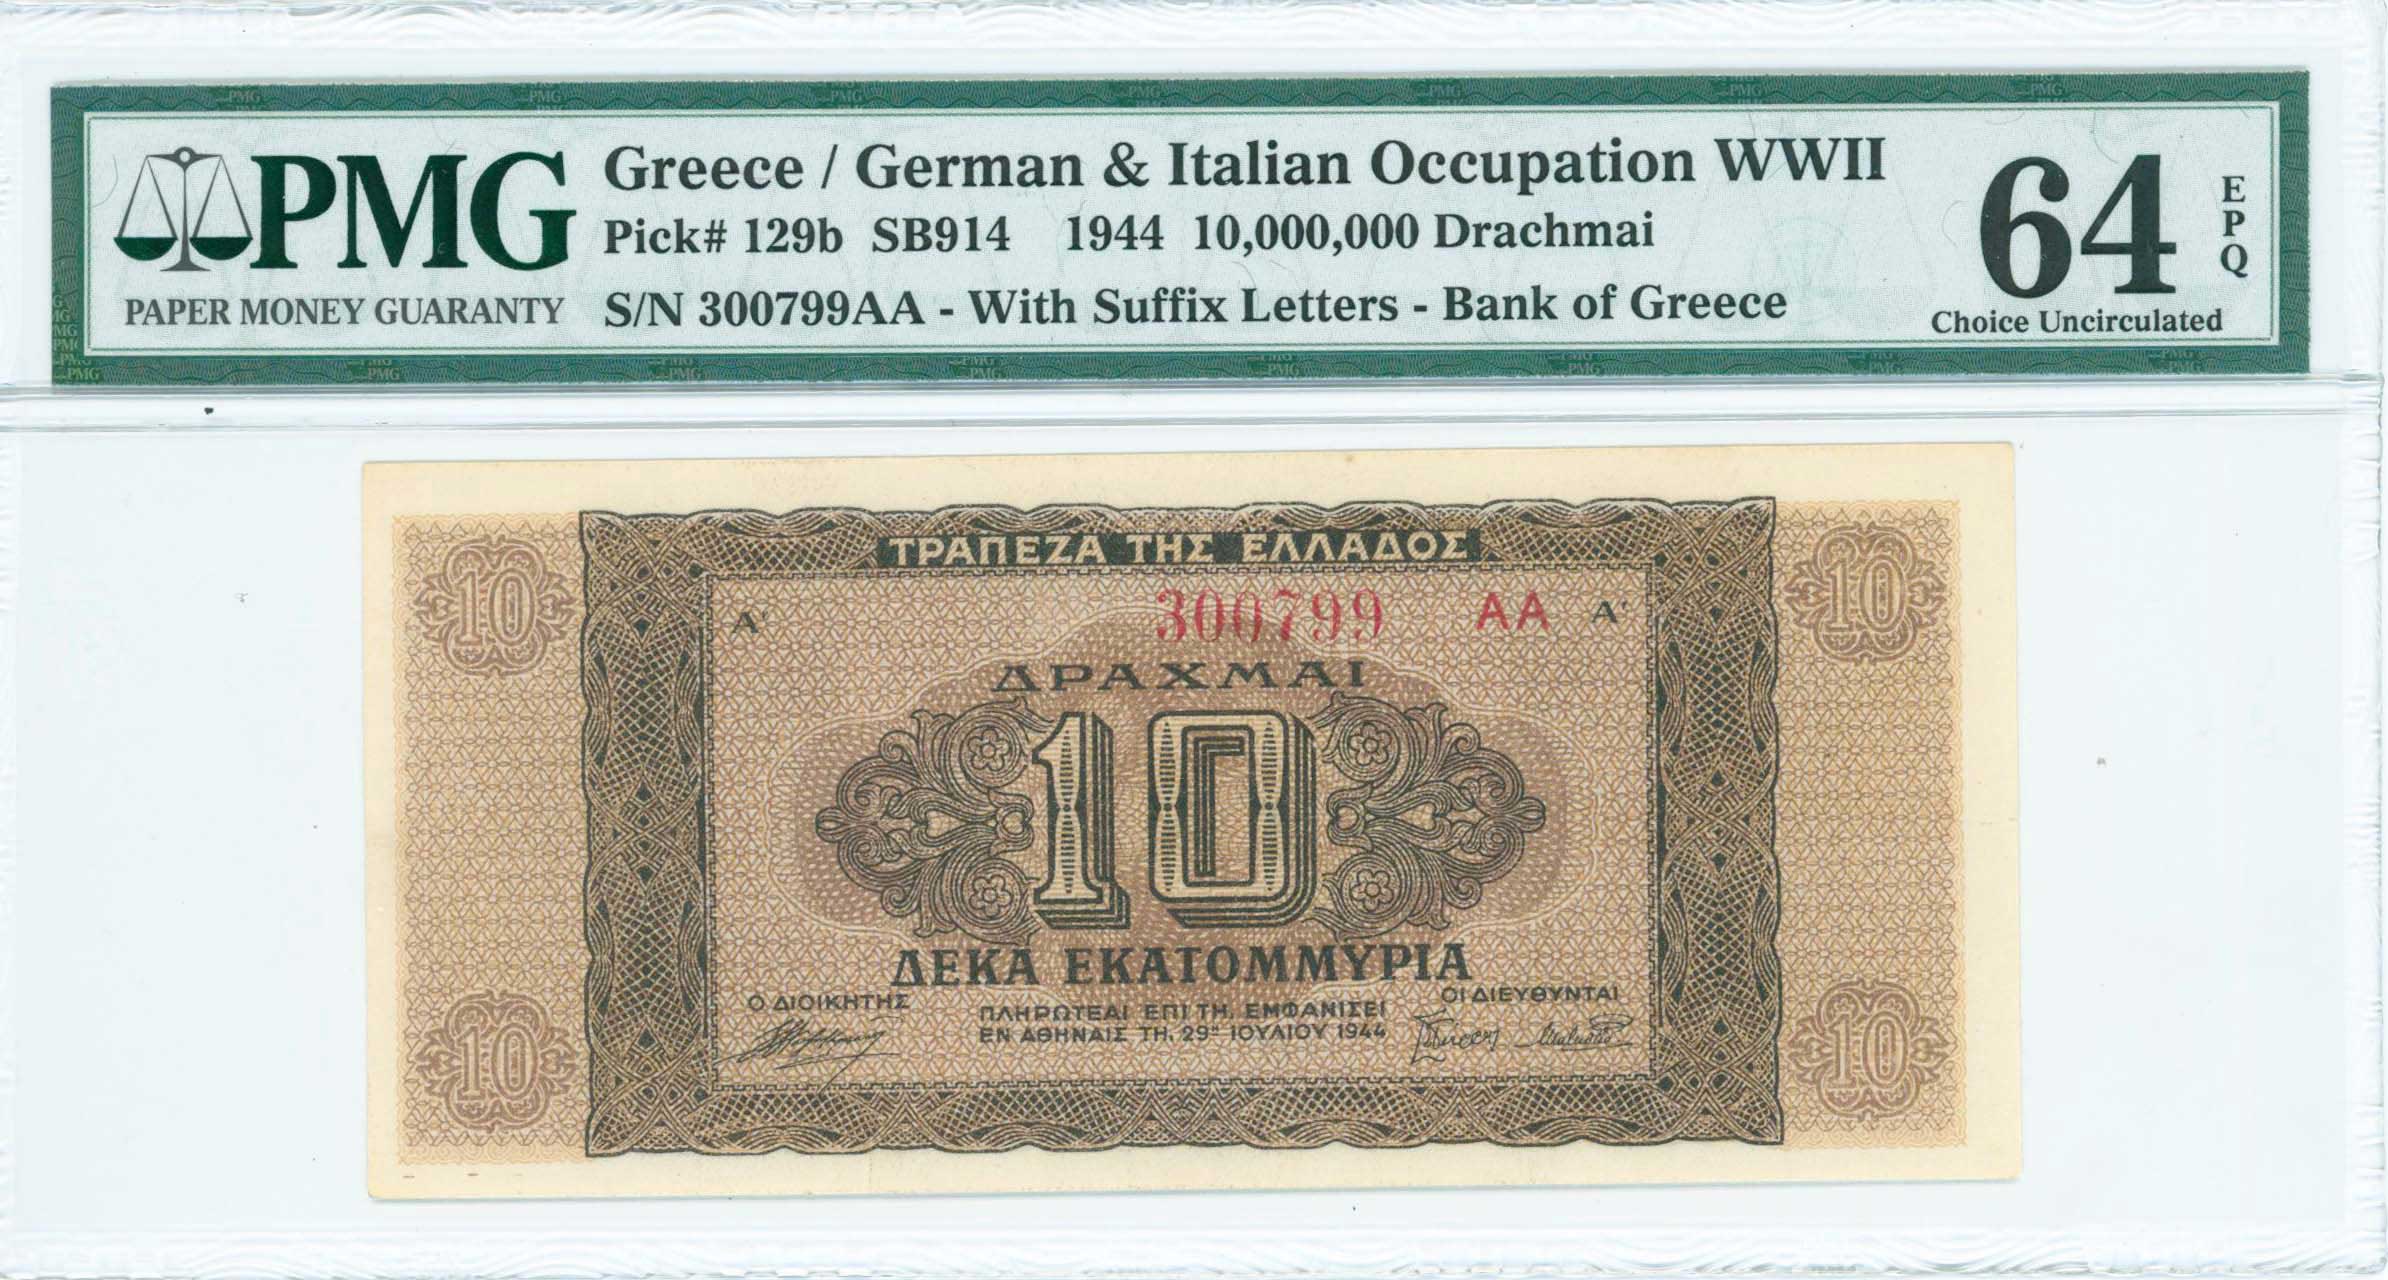 PMG
PAPER MONEY GUARANTY
Greece / German & Italian Occupation WWII
Pick# 129b SB914 1944 10,000,000 Drachmai
S/N 300799AA - With Suffix Letters - Bank of Greece
64
EPQ
Choice Uncirculated
ΤΡΑΠΕΖΑ ΤΗΣ ΕΛΛΑΔΟΣ
10
10
Α' 300799 ΑΑ Α'
ΔΡΑΧΜΑΙ
10
ΔΕΚΑ ΕΚΑΤΟΜΜΥΡΙΑ
Ο ΔΙΟΙΚΗΤΗΣ
ΠΛΗΡΩΤΕΑΙ ΕΠΙ ΤΗ, ΕΜΦΑΝΙΣΕΙ
ΕΝ ΑΘΗΝΑΙΣ ΤΗ, 29ῃ ΙΟΥΛΙΟΥ 1944
ΟΙ ΔΙΕΥΘΥΝΤΑΙ
10
10